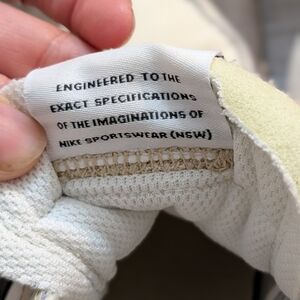 ENGINEERED TO THE
EXACT SPECIFICATIONS
OF THE IMAGINATIONS OF
NIKE SPORTSWEAR (NSW)